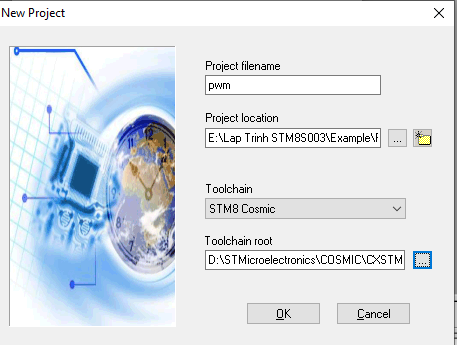 New Project
Project filename
pwm
Project location
E:\Lap Trinh STM8S003\Example\
...
Toolchain
STM8 Cosmic
Toolchain root
D:\STMicroelectronics\COSMIC\CXSTM
...
OK
Cancel